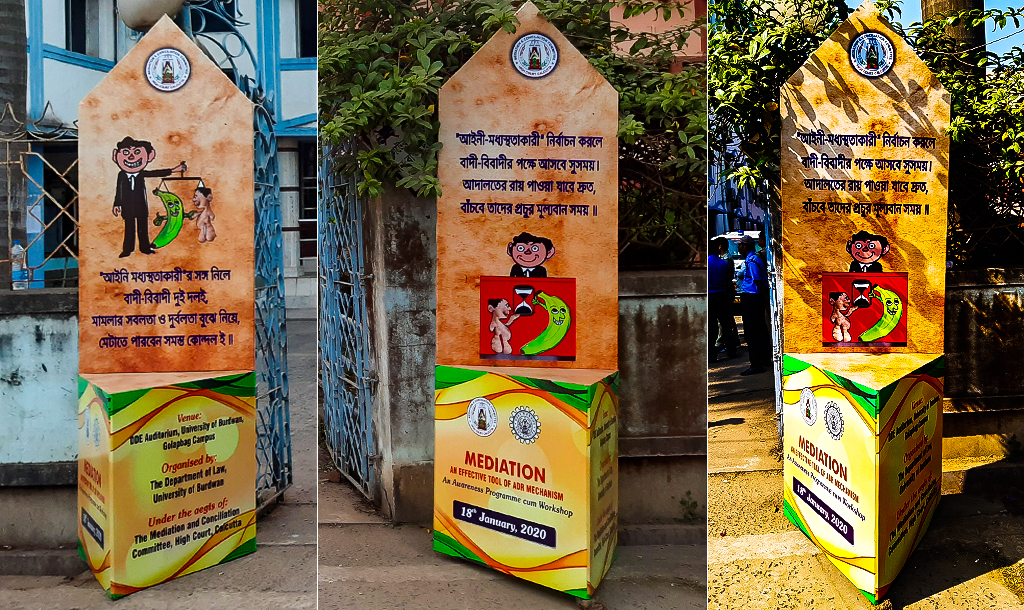 "আইনি মধ্যস্থতাকারী"র সঙ্গ নিলে
বাদী-বিবাদী দুই দলই,
মামলার সবলতা ও দুর্বলতা বুঝে নিয়ে,
মেটাতে পারবেন সমস্ত কোন্দল ই ॥
Venue:
DDE Auditorium, University of Burdwan,
Golapbag Campus
Organised by:
The Department of Law,
University of Burdwan
Under the aegis of:
The Mediation and Conciliation
Committee, High Court, Calcutta
"আইনী-মধ্যস্থতাকারী" নির্বাচন করলে
বাদী-বিবাদীর পক্ষে আসবে সুসময়।
আদালতের রায় পাওয়া যাবে দ্রুত,
বাঁচবে তাদের প্রচুর মূল্যবান সময় ॥
MEDIATION
AN EFFECTIVE TOOL OF ADR MECHANISM
An Awareness Programme cum Workshop
18th January, 2020
"আইনী-মধ্যস্থতাকারী" নির্বাচন করলে
বাদী-বিবাদীর পক্ষে আসবে সুসময়।
আদালতের রায় পাওয়া যাবে দ্রুত,
বাঁচবে তাদের প্রচুর মূল্যবান সময় ॥
MEDIATION
AN EFFECTIVE TOOL OF ADR MECHANISM
An Awareness Programme cum Workshop
18th January, 2020